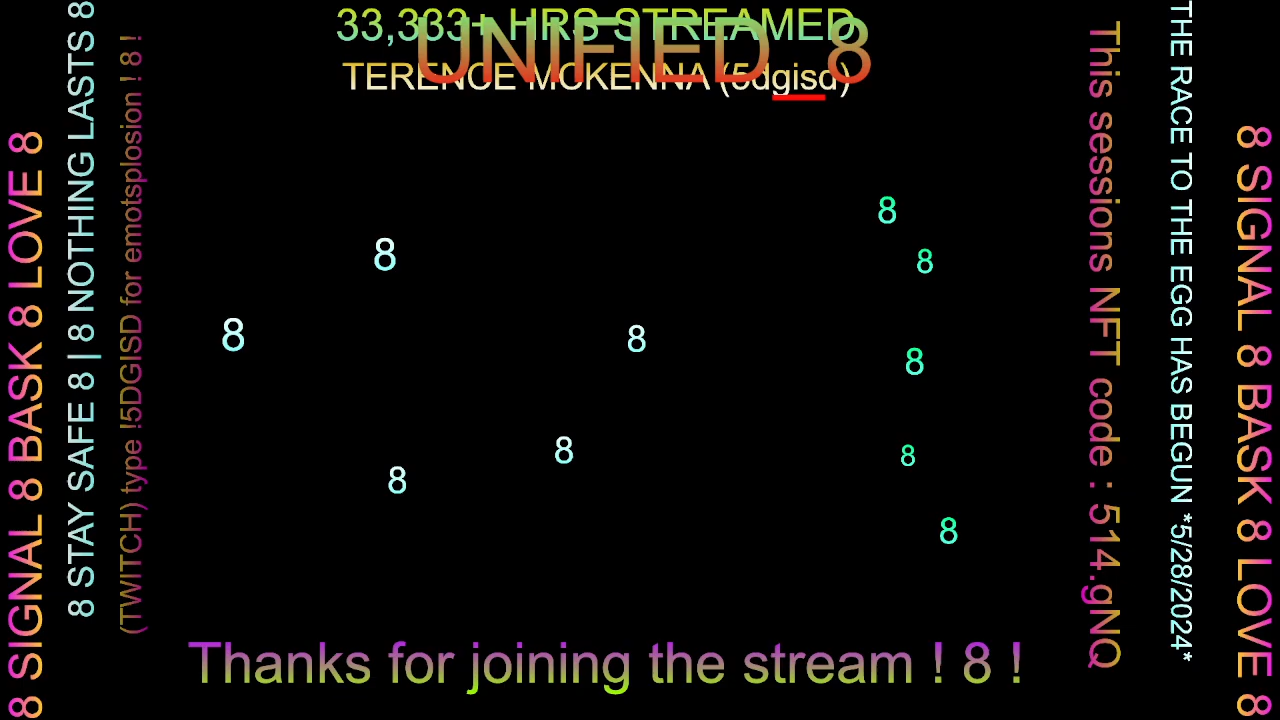 33,333+ HRS STREAMED
UNIFIED 8
TERENCE MCKENNA (5dgisd)
8 SIGNAL 8 BASK 8 LOVE 8
8 STAY SAFE 8 | 8 NOTHING LASTS 8
(TWITCH) type !5DGISD for emotsplosion ! 8 !
8
8
8
8
8
8
8
8
8
8
This sessions NFT code : 514.gNQ
THE RACE TO THE EGG HAS BEGUN *5/28/2024*
8 SIGNAL 8 BASK 8 LOVE 8
Thanks for joining the stream ! 8 !